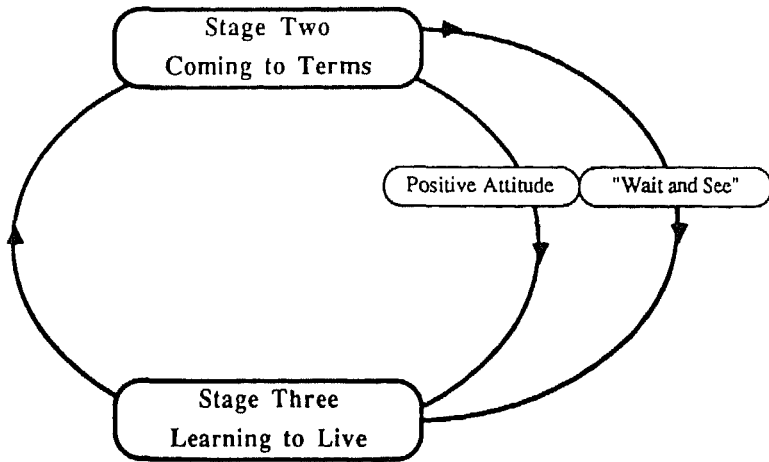 Stage Two
Coming to Terms
Positive Attitude
"Wait and See"
Stage Three
Learning to Live